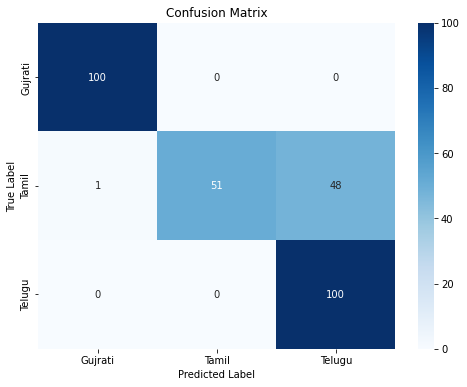 Confusion Matrix
100
0
0
1
51
48
0
0
100
Gujrati
Tamil
Telugu
True Label
Gujrati
Tamil
Telugu
Predicted Label
100
80
60
40
20
0